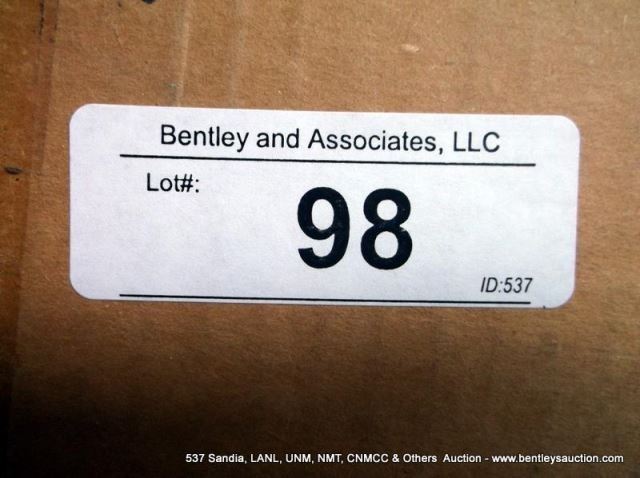 Bentley and Associates, LLC
Lot#:
98
ID:537
537 Sandia, LANL, UNM, NMT, CNMCC & Others Auction - www.bentleysauction.com